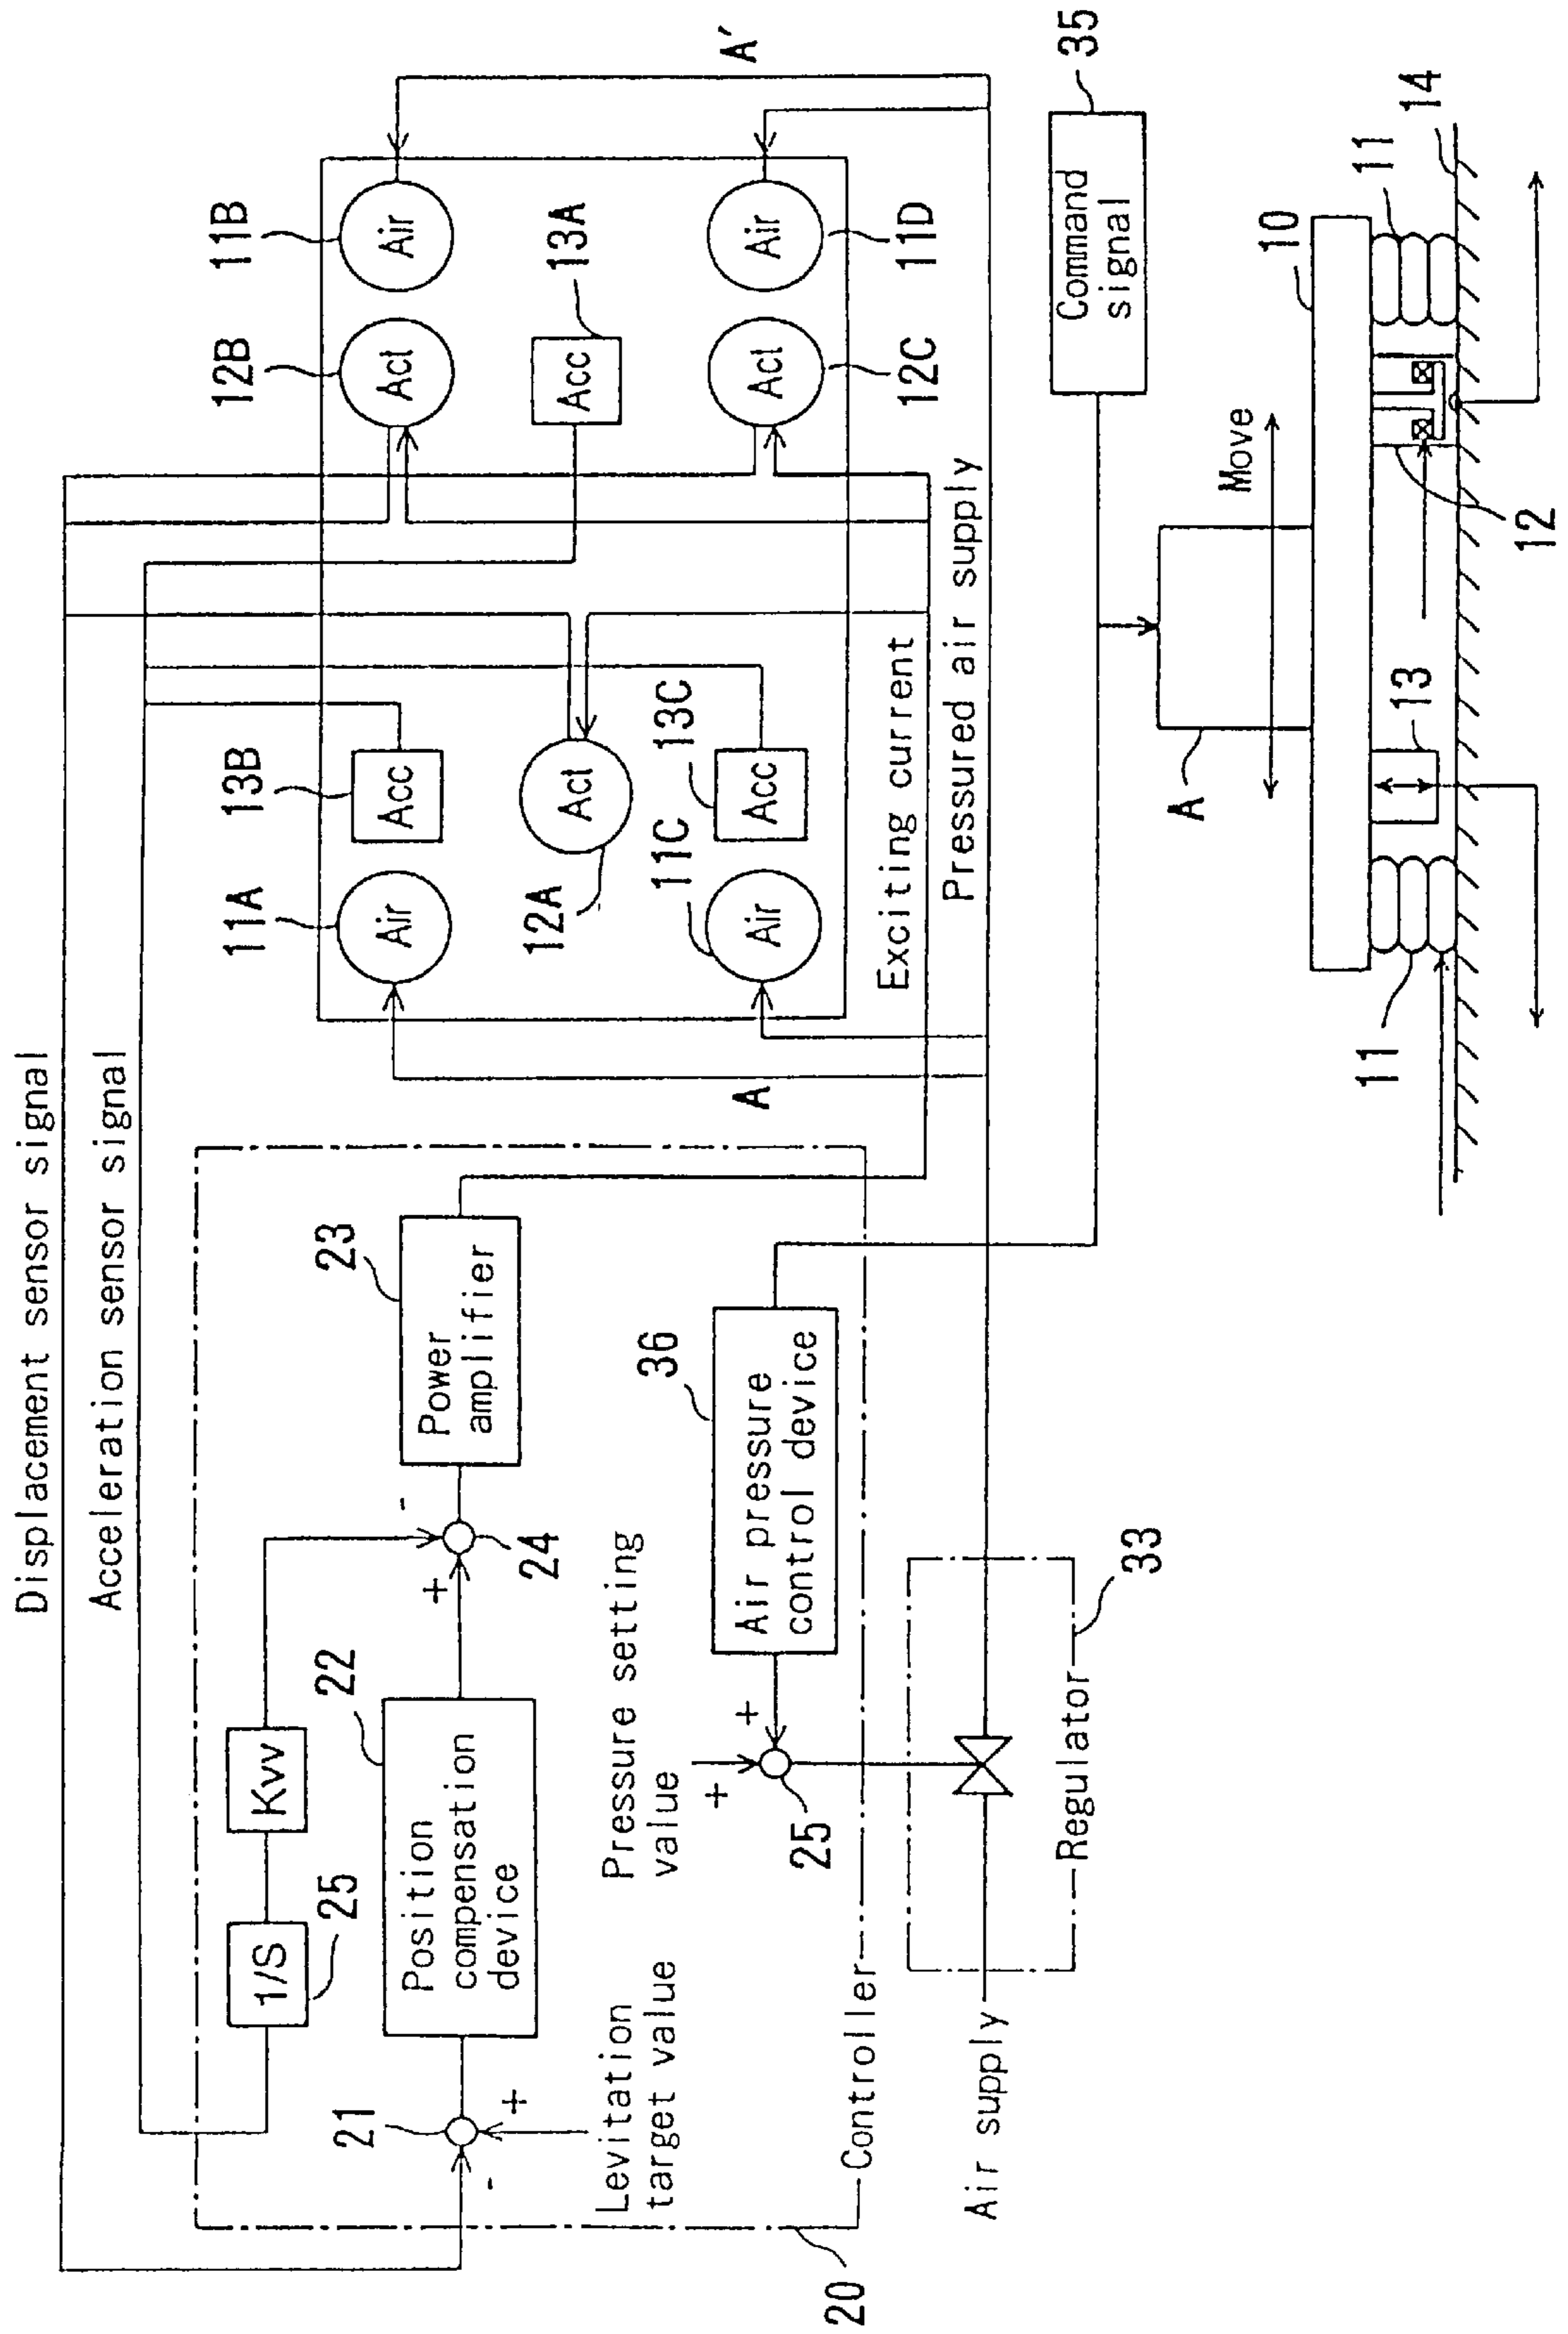 Displacement sensor signal
Acceleration sensor signal
1/S
25
Kvv
21
-
+
Position
compensation
device
22
+
-
24
Power
amplifier
23
Levitation
target value
Pressure setting
value
+
+
25
Air pressure
control device
36
Controller
20
Air supply
Regulator
33
A
A'
11A
Air
13B
Acc
12B
Act
11B
Air
12A
Act
13A
Acc
11C
Air
13C
Acc
12C
Act
11D
Air
Exciting current
Pressured air supply
Command
signal
35
A
Move
10
11
13
12
11
14